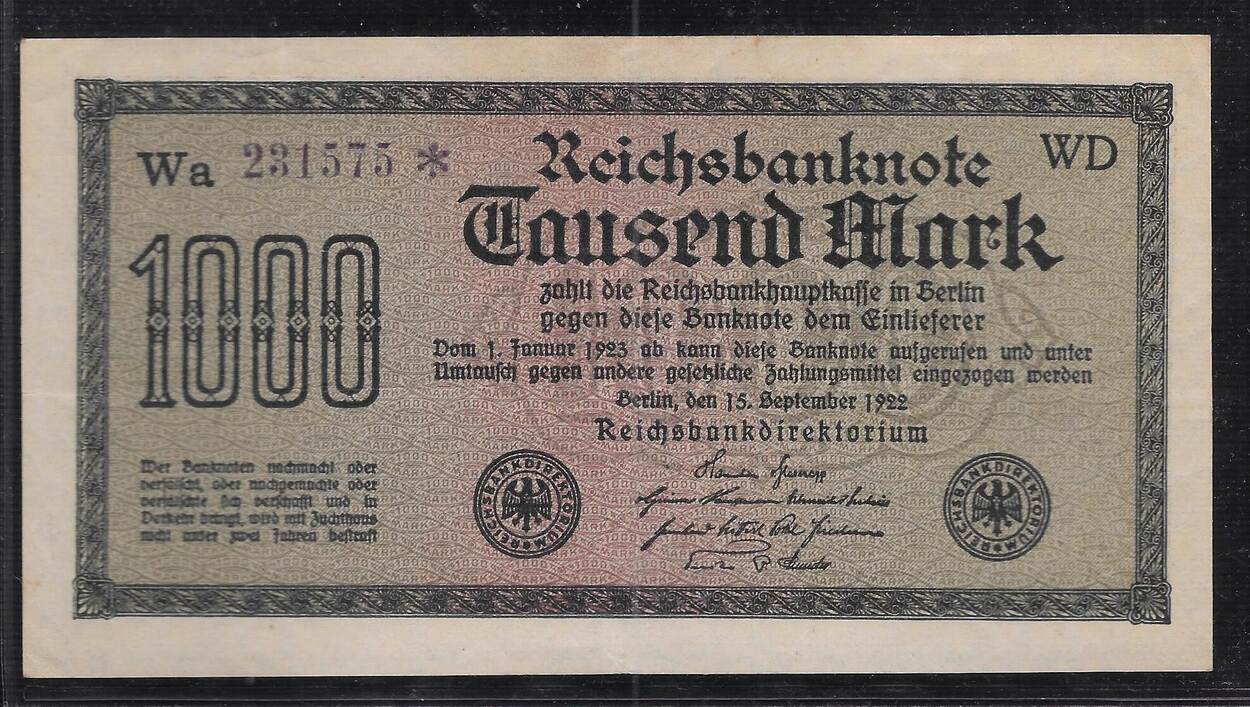 Wa 231575 *
WD
Reichsbanknote
Tausend Mark
1000
zahlt die Reichsbankhauptkasse in Berlin
gegen diese Banknote dem Einlieferer
Vom 1. Januar 1923 ab kann diese Banknote aufgerufen und unter
Umtausch gegen andere gesetzliche Zahlungsmittel eingezogen werden
Berlin, den 15. September 1922
Reichsbankdirektorium
Wer Banknoten nachmacht oder
verfälscht, oder nachgemachte oder
verfälschte sich verschafft und in
Verkehr bringt, wird mit Zuchthaus
nicht unter zwei Jahren bestraft
REICHSBANKDIREKTORIUM
REICHSBANKDIREKTORIUM